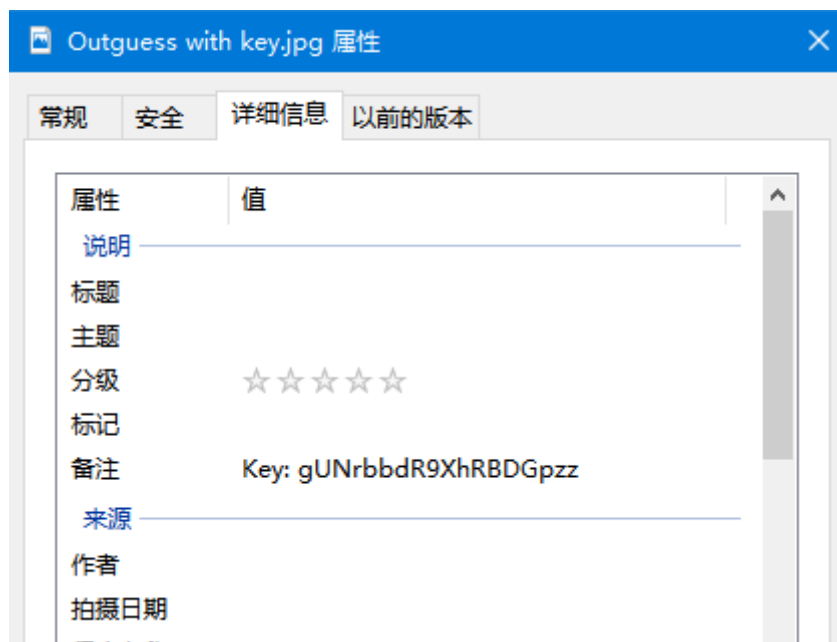 Outguess with key.jpg 属性
常规 安全 详细信息 以前的版本
属性 值
说明
标题
主题
分级
标记
备注 Key: gUNrbbdR9XhRBDGpzz
来源
作者
拍摄日期